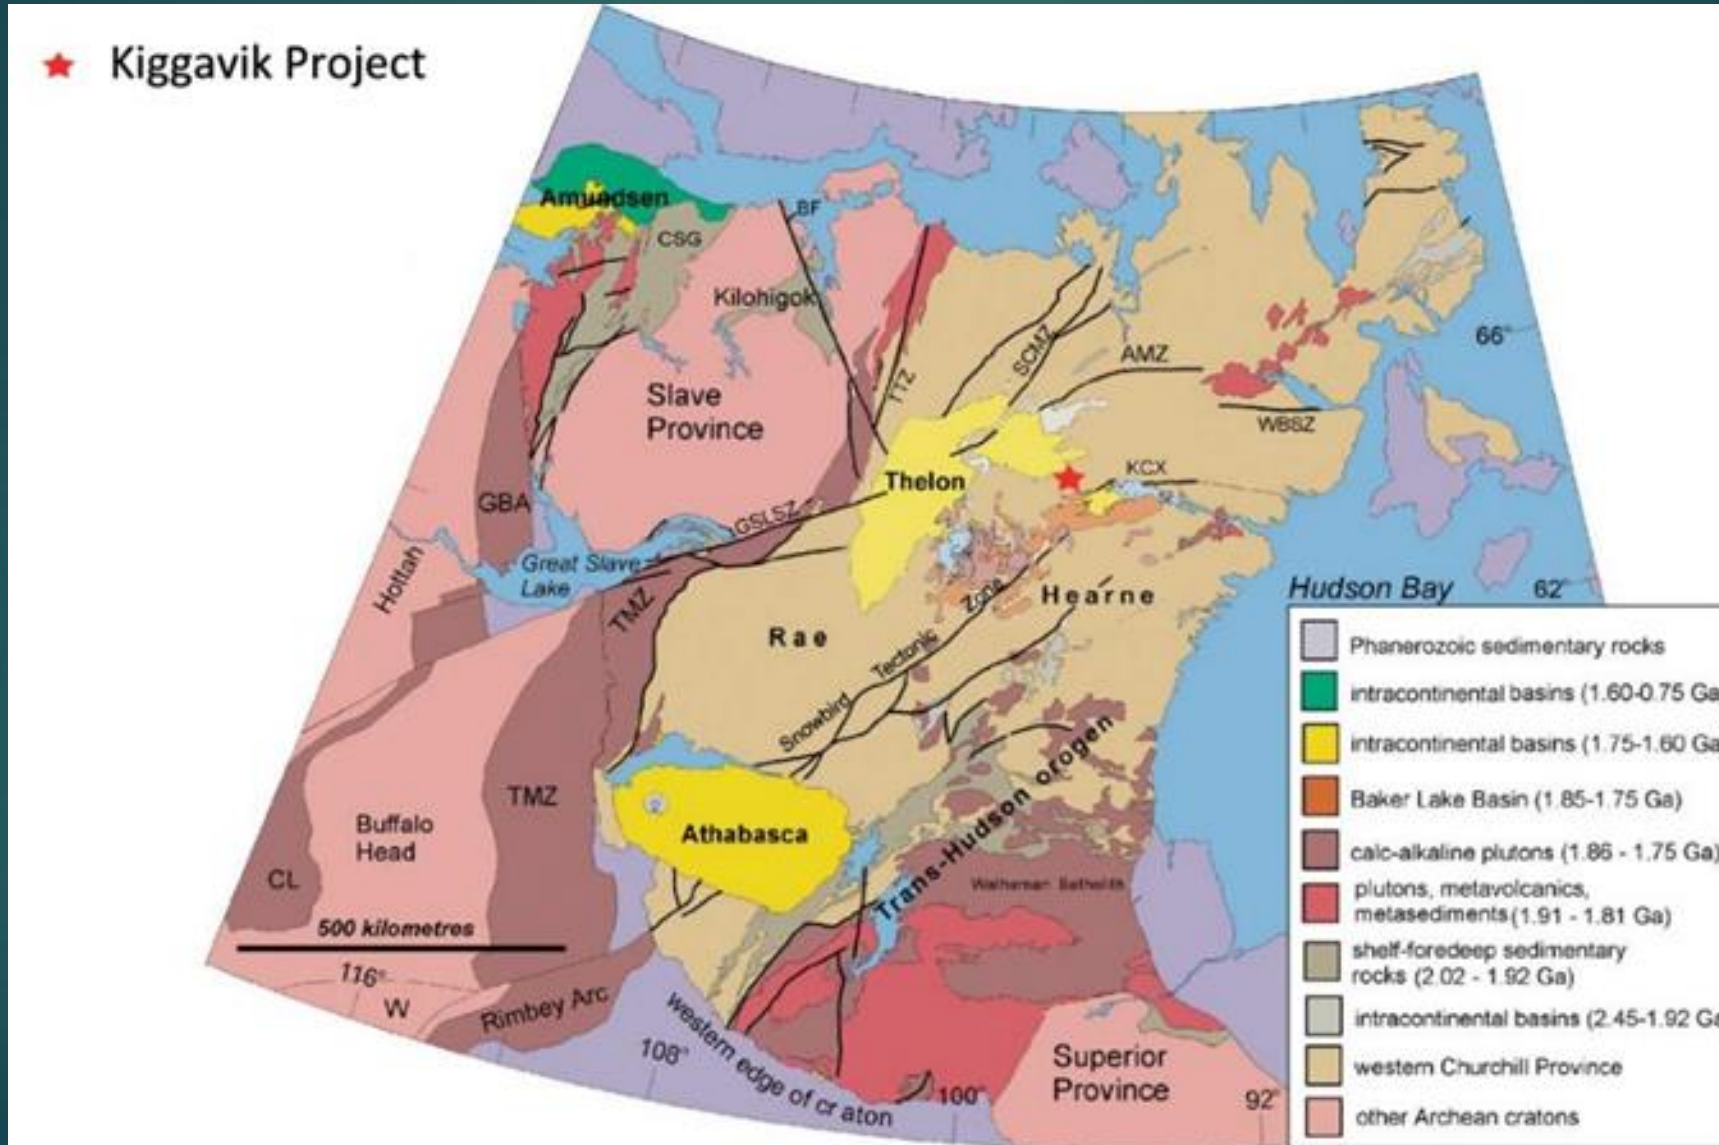 Kiggavik Project
Amundsen
CSG
BF
Kilohigok
Slave
Province
TTZ
SCMZ
AMZ
66°
WBSZ
Thelon
KCX
GBA
GSLSZ
Hottah
Great Slave
Lake
TMZ
Rae
Hearne
Hudson Bay
62°
Snowbird Tectonic Zone
TMZ
Buffalo
Head
CL
Athabasca
Trans-Hudson orogen
Wathaman Batholith
500 kilometres
116°
W
Rimbey Arc
108°
western edge of craton
100°
Superior
Province
92°
Phanerozoic sedimentary rocks
intracontinental basins (1.60-0.75 Ga
intracontinental basins (1.75-1.60 Ga
Baker Lake Basin (1.85-1.75 Ga)
calc-alkaline plutons (1.86 - 1.75 Ga)
plutons, metavolcanics,
metasediments (1.91 - 1.81 Ga)
shelf-foredeep sedimentary
rocks (2.02 - 1.92 Ga)
intracontinental basins (2.45-1.92 Ga
western Churchill Province
other Archean cratons